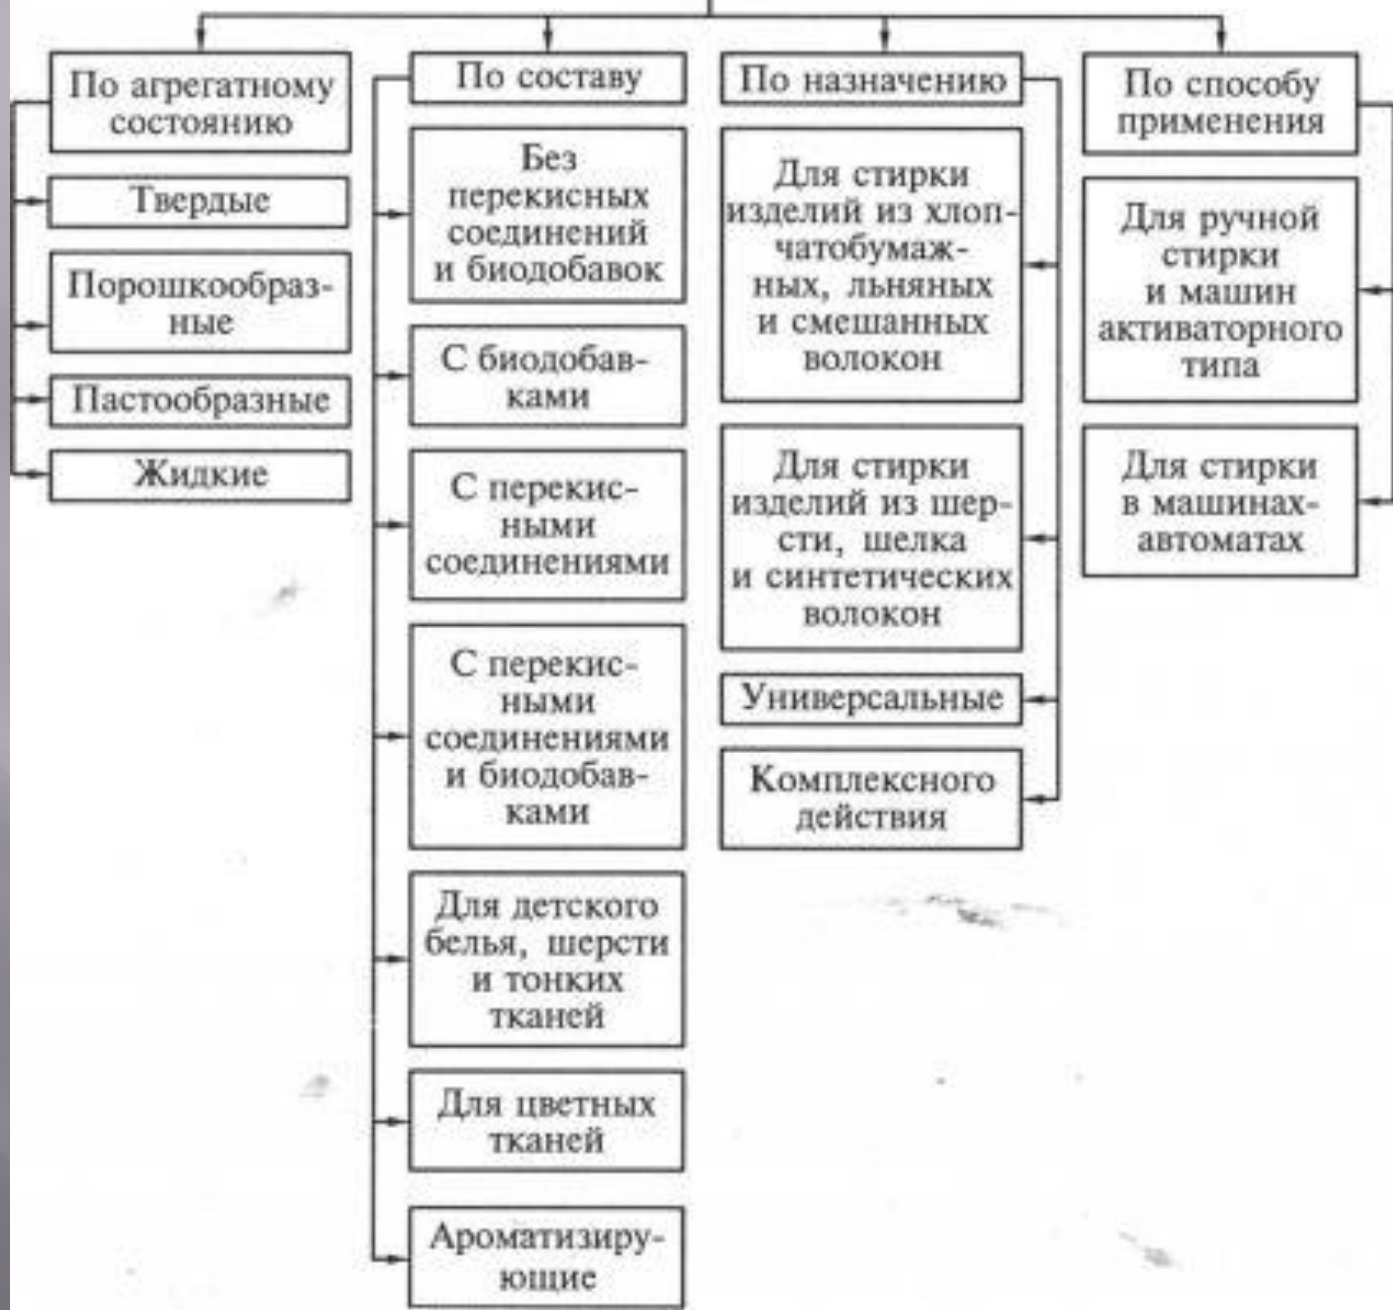 По агрегатному
состоянию
Твердые
Порошкообраз-
ные
Пастообразные
Жидкие
По составу
Без
перекисных
соединений
и биодобавок
С биодобав-
ками
С перекис-
ными
соединениями
С перекис-
ными
соединениями
и биодобав-
ками
Для детского
белья, шерсти
и тонких
тканей
Для цветных
тканей
Ароматизиру-
ющие
По назначению
Для стирки
изделий из хлоп-
чатобумаж-
ных, льняных
и смешанных
волокон
Для стирки
изделий из шер-
сти, шелка
и синтетических
волокон
Универсальные
Комплексного
действия
По способу
применения
Для ручной
стирки
и машин
активаторного
типа
Для стирки
в машинах-
автоматах